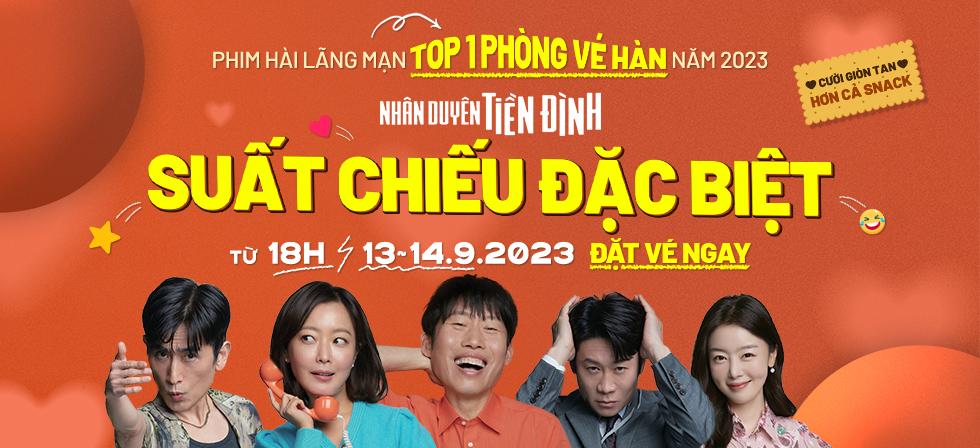 PHIM HÀI LÃNG MẠN TOP 1 PHÒNG VÉ HÀN NĂM 2023
CƯỜI GIÒN TAN
HƠN CẢ SNACK
NHÂN DUYÊN TIỀN ĐÌNH
SUẤT CHIẾU ĐẶC BIỆT
TỪ 18H 13~14.9.2023 ĐẶT VÉ NGAY